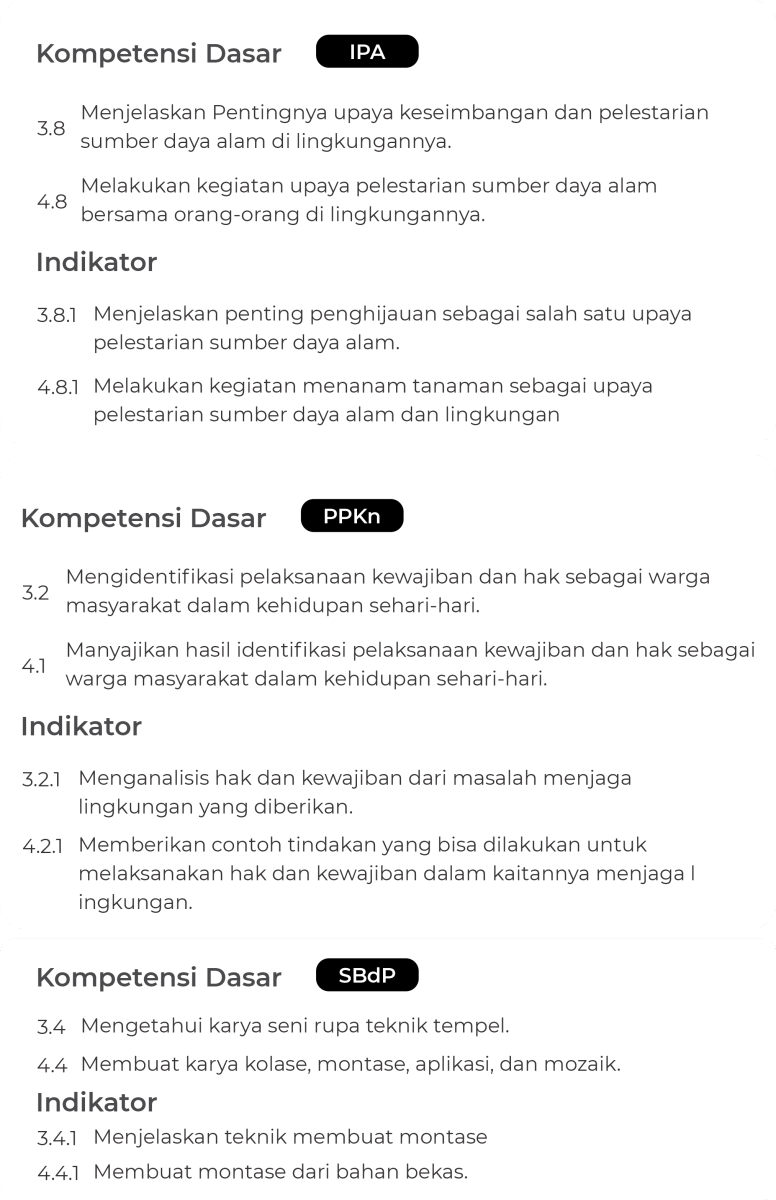 Kompetensi Dasar IPA
3.8 Menjelaskan Pentingnya upaya keseimbangan dan pelestarian
sumber daya alam di lingkungannya.
4.8 Melakukan kegiatan upaya pelestarian sumber daya alam
bersama orang-orang di lingkungannya.
Indikator
3.8.1 Menjelaskan penting penghijauan sebagai salah satu upaya
pelestarian sumber daya alam.
4.8.1 Melakukan kegiatan menanam tanaman sebagai upaya
pelestarian sumber daya alam dan lingkungan
Kompetensi Dasar PPKn
3.2 Mengidentifikasi pelaksanaan kewajiban dan hak sebagai warga
masyarakat dalam kehidupan sehari-hari.
4.1 Manyajikan hasil identifikasi pelaksanaan kewajiban dan hak sebagai
warga masyarakat dalam kehidupan sehari-hari.
Indikator
3.2.1 Menganalisis hak dan kewajiban dari masalah menjaga
lingkungan yang diberikan.
4.2.1 Memberikan contoh tindakan yang bisa dilakukan untuk
melaksanakan hak dan kewajiban dalam kaitannya menjaga l
ingkungan.
Kompetensi Dasar SBdP
3.4 Mengetahui karya seni rupa teknik tempel.
4.4 Membuat karya kolase, montase, aplikasi, dan mozaik.
Indikator
3.4.1 Menjelaskan teknik membuat montase
4.4.1 Membuat montase dari bahan bekas.